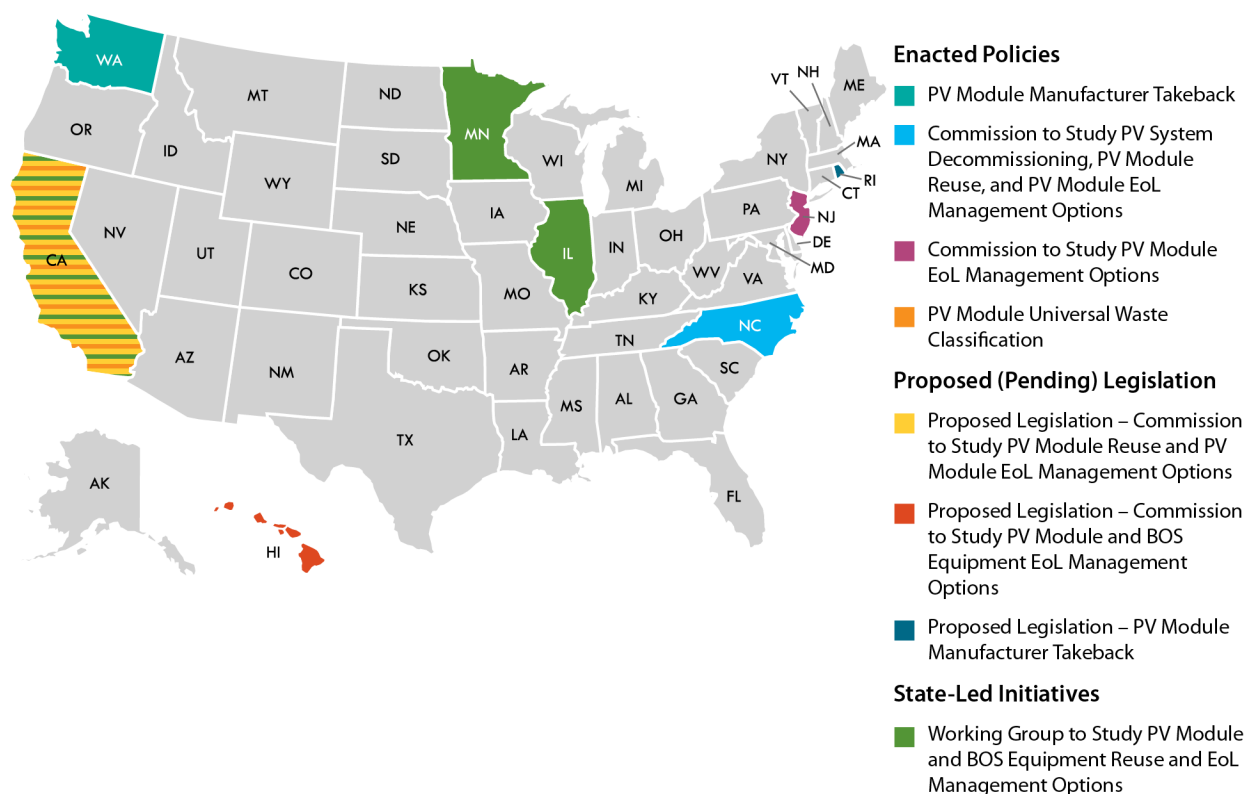 WA
MT
ND
MN
OR
ID
SD
WI
WY
MI
VT
NH
ME
NY
MA
RI
CT
NJ
PA
DE
MD
CA
NV
UT
CO
NE
KS
IA
MO
IL
IN
OH
WV
VA
KY
NC
TN
SC
AZ
NM
OK
AR
TX
LA
MS
AL
GA
FL
AK
HI
Enacted Policies
PV Module Manufacturer Takeback
Commission to Study PV System
Decommissioning, PV Module
Reuse, and PV Module EoL
Management Options
Commission to Study PV Module
EoL Management Options
PV Module Universal Waste
Classification
Proposed (Pending) Legislation
Proposed Legislation – Commission
to Study PV Module Reuse and PV
Module EoL Management Options
Proposed Legislation – Commission
to Study PV Module and BOS
Equipment EoL Management
Options
Proposed Legislation – PV Module
Manufacturer Takeback
State-Led Initiatives
Working Group to Study PV Module
and BOS Equipment Reuse and EoL
Management Options